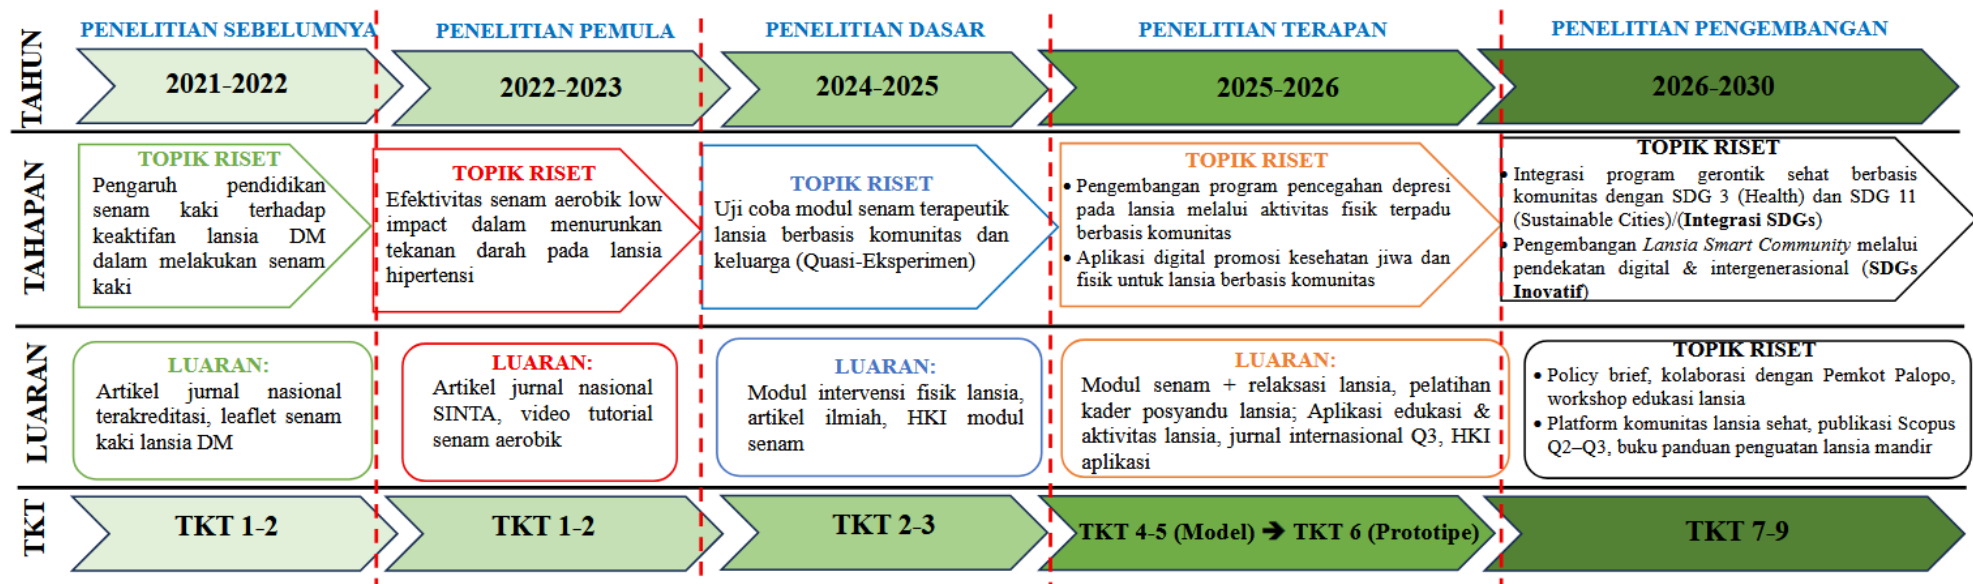 PENELITIAN SEBELUMNYA
PENELITIAN PEMULA
PENELITIAN DASAR
PENELITIAN TERAPAN
PENELITIAN PENGEMBANGAN
TAHUN
2021-2022
2022-2023
2024-2025
2025-2026
2026-2030
TAHAPAN
TOPIK RISET
Pengaruh pendidikan
senam kaki terhadap
keaktifan lansia DM
dalam melakukan senam
kaki
TOPIK RISET
Efektivitas senam aerobik low
impact dalam menurunkan
tekanan darah pada lansia
hipertensi
TOPIK RISET
Uji coba modul senam terapeutik
lansia berbasis komunitas dan
keluarga (Quasi-Eksperimen)
TOPIK RISET
• Pengembangan program pencegahan depresi
pada lansia melalui aktivitas fisik terpadu
berbasis komunitas
• Aplikasi digital promosi kesehatan jiwa dan
fisik untuk lansia berbasis komunitas
TOPIK RISET
• Integrasi program gerontik sehat berbasis
komunitas dengan SDG 3 (Health) dan SDG 11
(Sustainable Cities)/(Integrasi SDGs)
• Pengembangan Lansia Smart Community melalui
pendekatan digital & intergenerasional (SDGs
Inovatif)
LUARAN
LUARAN:
Artikel jurnal nasional
terakreditasi, leaflet senam
kaki lansia DM
LUARAN:
Artikel jurnal nasional
SINTA, video tutorial
senam aerobik
LUARAN:
Modul intervensi fisik lansia,
artikel ilmiah, HKI modul
senam
LUARAN:
Modul senam + relaksasi lansia, pelatihan
kader posyandu lansia; Aplikasi edukasi &
aktivitas lansia, jurnal internasional Q3, HKI
aplikasi
TOPIK RISET
• Policy brief, kolaborasi dengan Pemkot Palopo,
workshop edukasi lansia
• Platform komunitas lansia sehat, publikasi Scopus
Q2–Q3, buku panduan penguatan lansia mandir
TKT
TKT 1-2
TKT 1-2
TKT 2-3
TKT 4-5 (Model) ➔ TKT 6 (Prototipe)
TKT 7-9